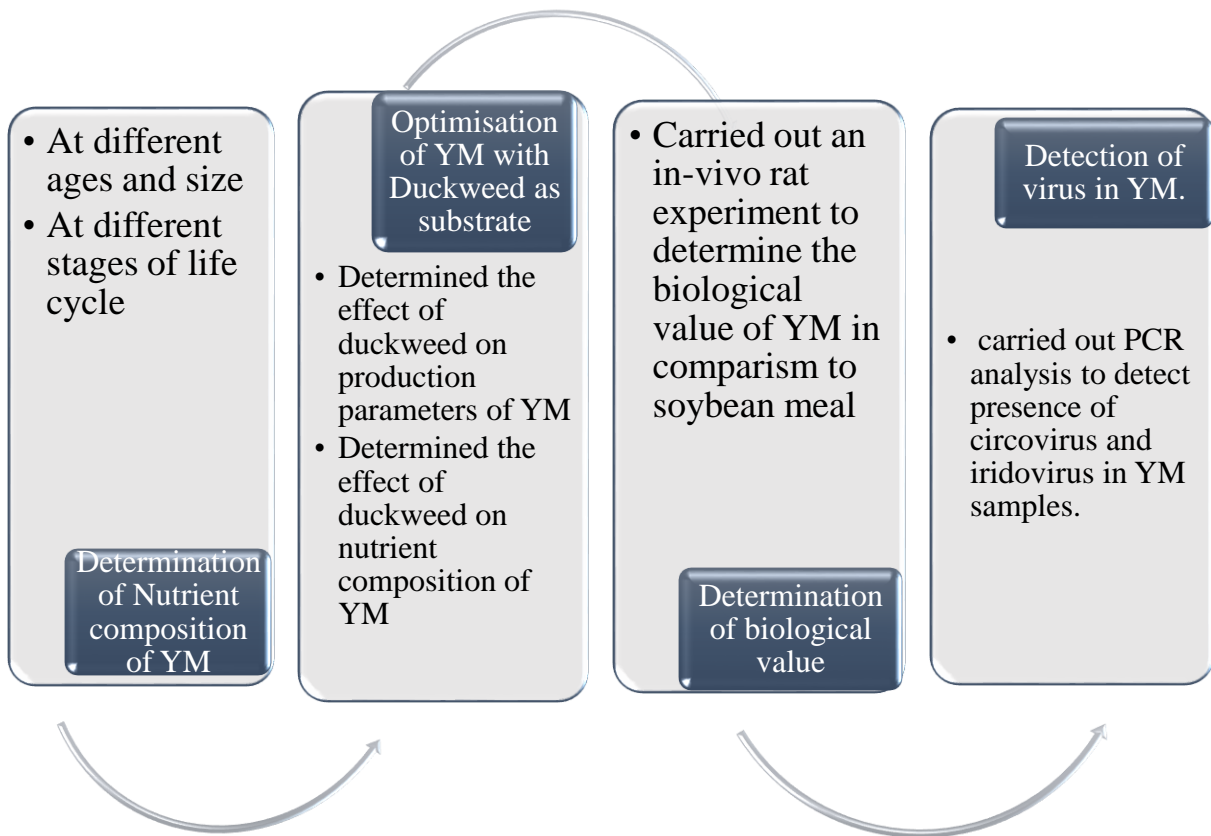 • At different
ages and size
• At different
stages of life
cycle
Determination
of Nutrient
composition
of YM
Optimisation
of YM with
Duckweed as
substrate
• Determined the
effect of
duckweed on
production
parameters of YM
• Determined the
effect of
duckweed on
nutrient
composition of
YM
• Carried out an
in-vivo rat
experiment to
determine the
biological
value of YM in
comparism to
soybean meal
Determination
of biological
value
Detection of
virus in YM.
• carried out PCR
analysis to detect
presence of
circovirus and
iridovirus in YM
samples.